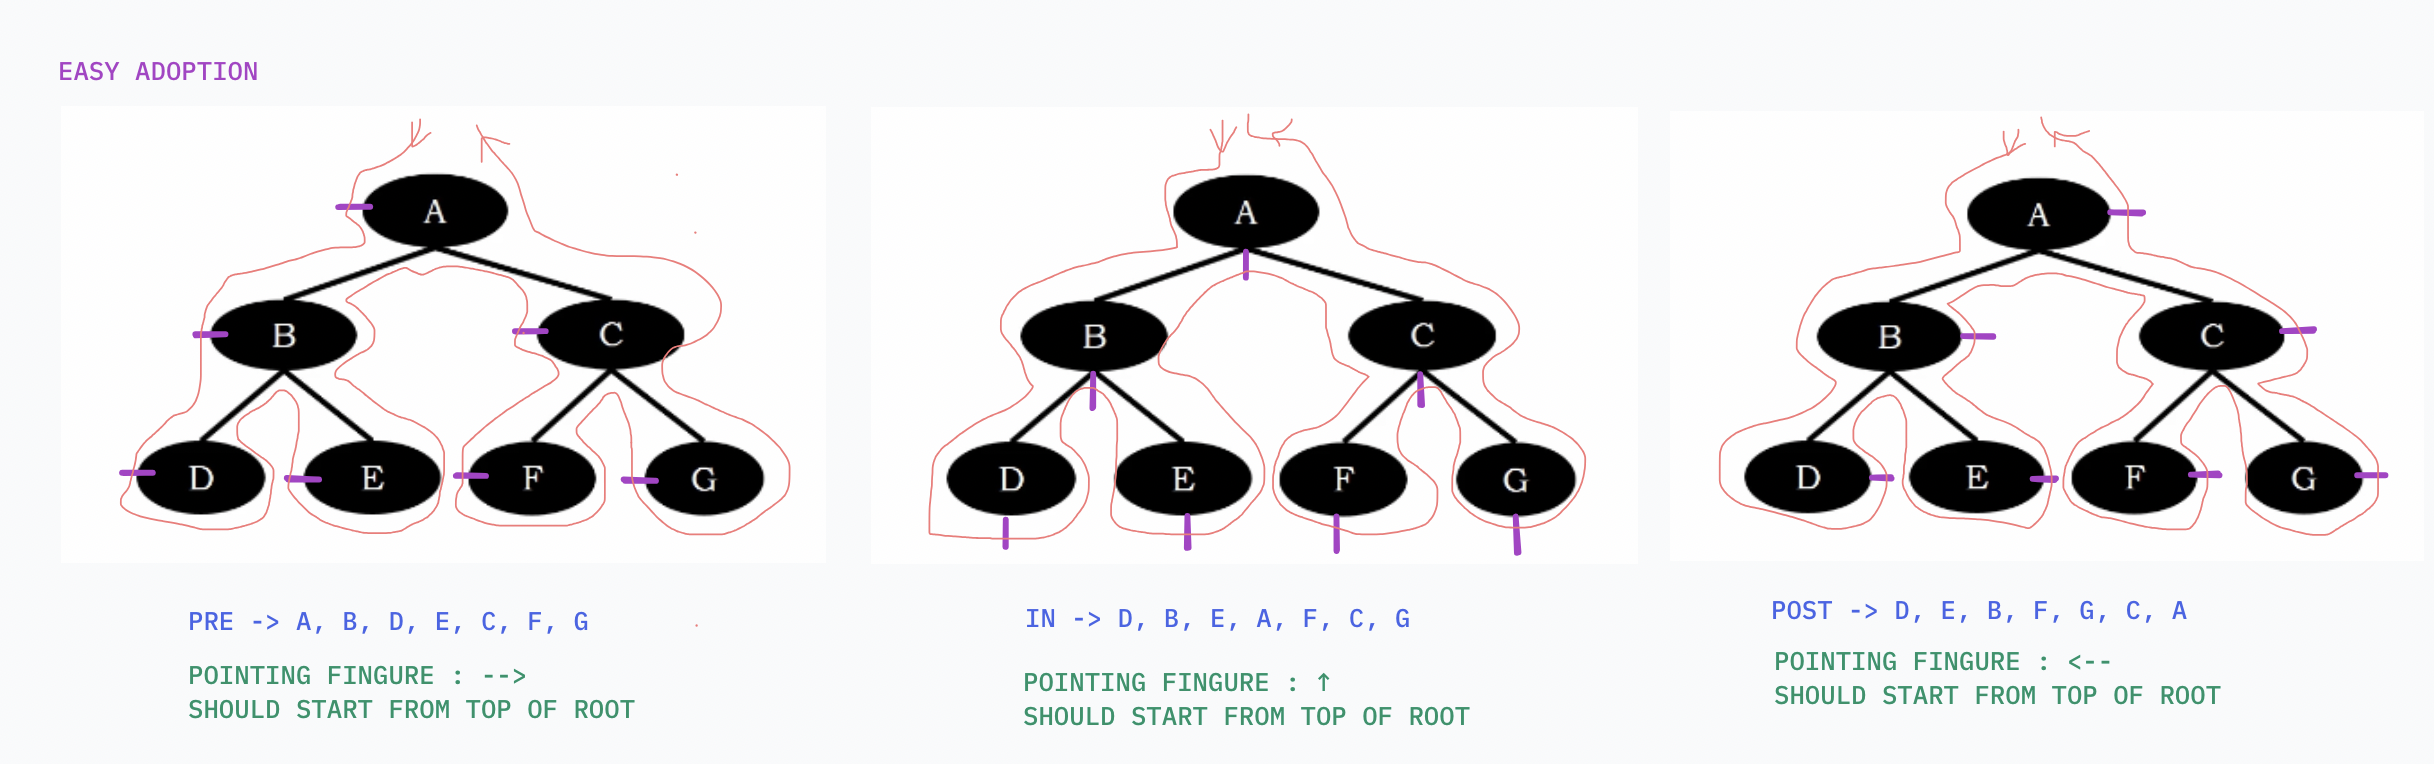 EASY ADOPTION
A
B
C
D
E
F
G
PRE -> A, B, D, E, C, F, G
POINTING FINGURE : -->
SHOULD START FROM TOP OF ROOT
A
B
C
D
E
F
G
IN -> D, B, E, A, F, C, G
POINTING FINGURE : ↑
SHOULD START FROM TOP OF ROOT
A
B
C
D
E
F
G
POST -> D, E, B, F, G, C, A
POINTING FINGURE : <--
SHOULD START FROM TOP OF ROOT